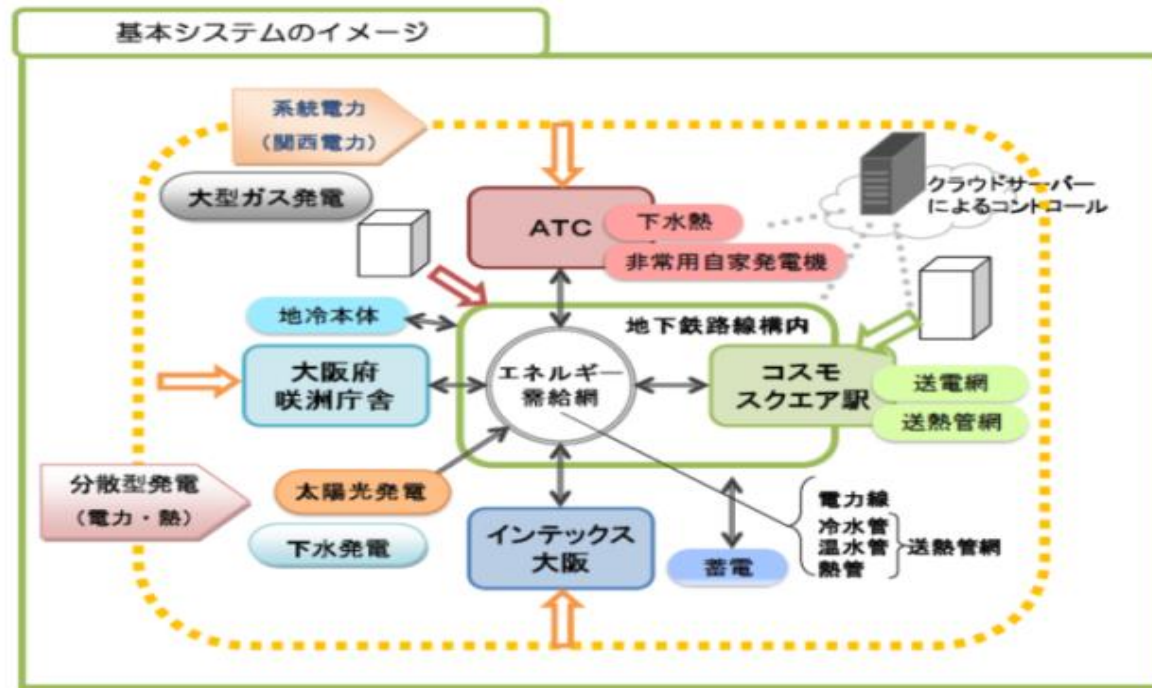 基本システムのイメージ
系統電力
（関西電力）
大型ガス発電
ATC
下水熱
非常用自家発電機
クラウドサーバー
によるコントロール
地冷本体
地下鉄路線構内
大阪府
咲洲庁舎
エネルギー
需給網
コスモ
スクエア駅
送電網
送熱管網
分散型発電
（電力・熱）
太陽光発電
下水発電
インテックス
大阪
蓄電
電力線
冷水管
温水管
熱管
送熱管網